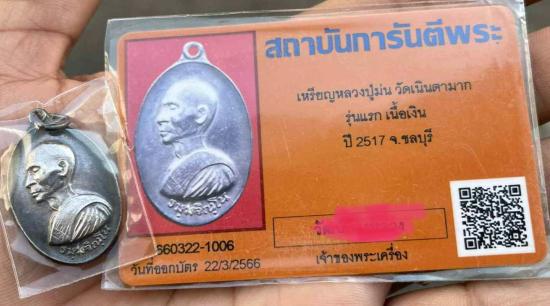 สถาบันการันตีพระ
เหรียญหลวงปู่ม่น วัดเนินตามาก
รุ่นแรก เนื้อเงิน
ปี 2517 จ.ชลบุรี
660322-1006
วันที่ออกบัตร 22/3/2566
เจ้าของพระเครื่อง